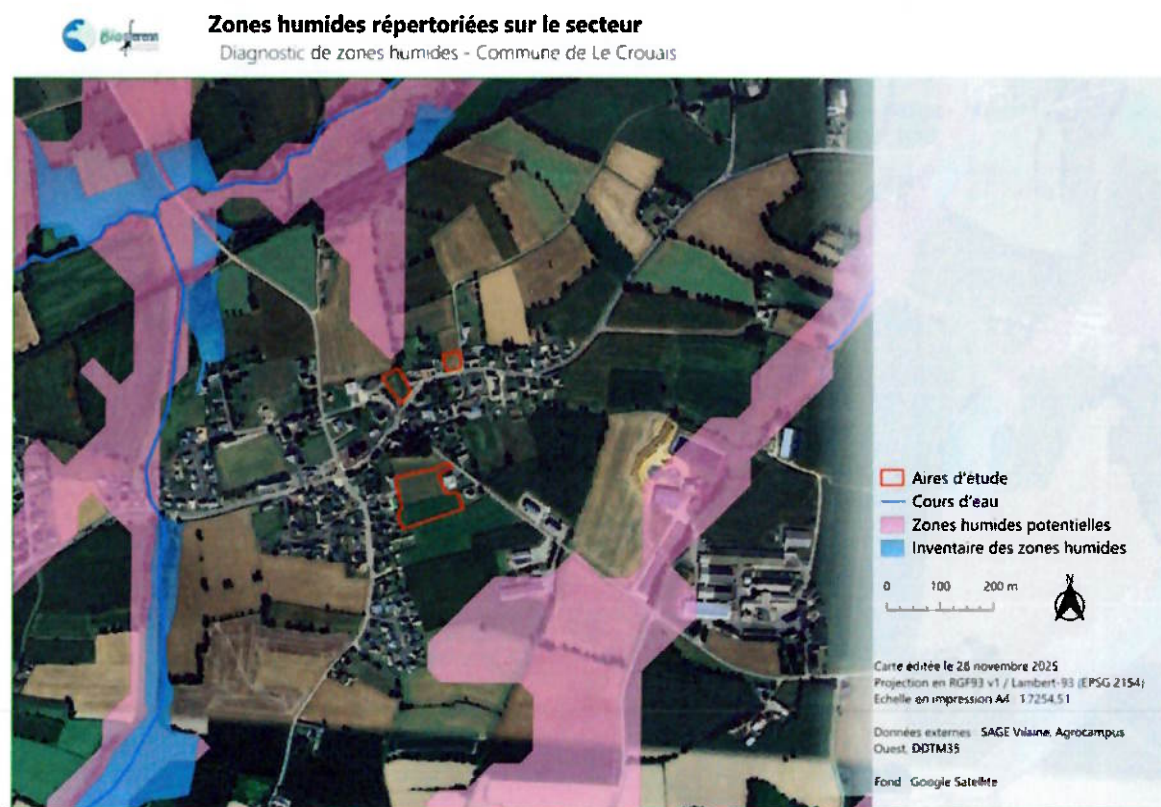 Zones humides répertoriées sur le secteur
Diagnostic de zones humides - Commune de Le Crouais
Aires d'étude
Cours d'eau
Zones humides potentielles
Inventaire des zones humides
0 100 200 m
N
Carte éditée le 28 novembre 2025
Projection en RGF93 v1 / Lambert-93 (EPSG 2154)
Echelle en impression A4 1:7254,51
Données externes SAGE Vilaine, Agrocampus
Ouest, DDTM35
Fond Google Satellite